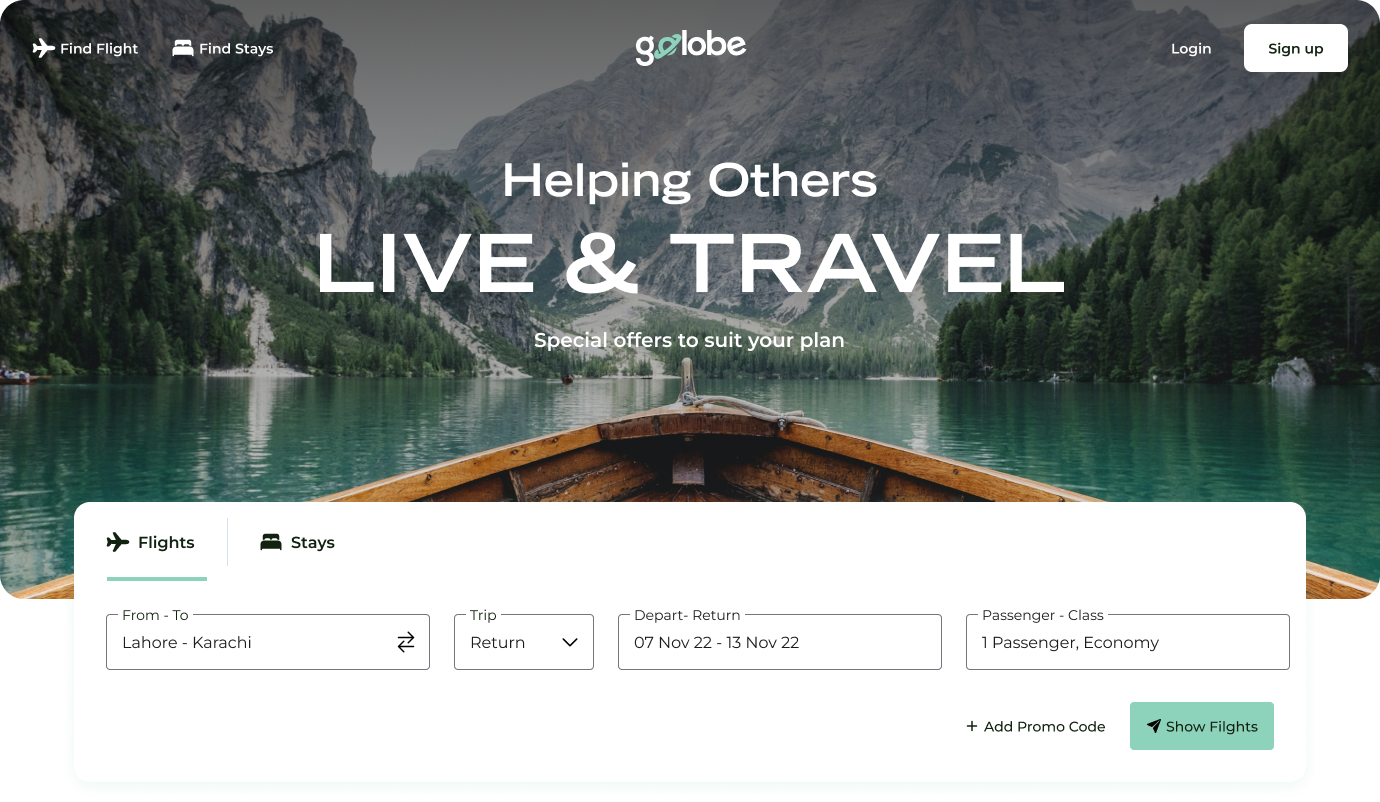 Find Flight
Find Stays
golobe
Login
Sign up
Helping Others
LIVE & TRAVEL
Special offers to suit your plan
Flights
Stays
From - To
Lahore - Karachi
Trip
Return
Depart- Return
07 Nov 22 - 13 Nov 22
Passenger - Class
1 Passenger, Economy
+ Add Promo Code
Show Filghts